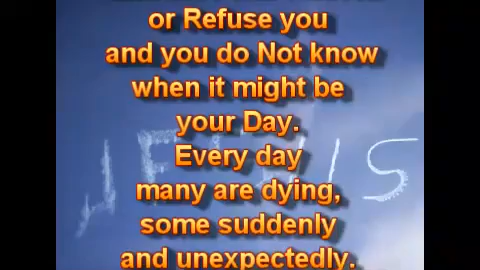 or Refuse you
and you do Not know
when it might be
your Day.
Every day
many are dying,
some suddenly
and unexpectedly.